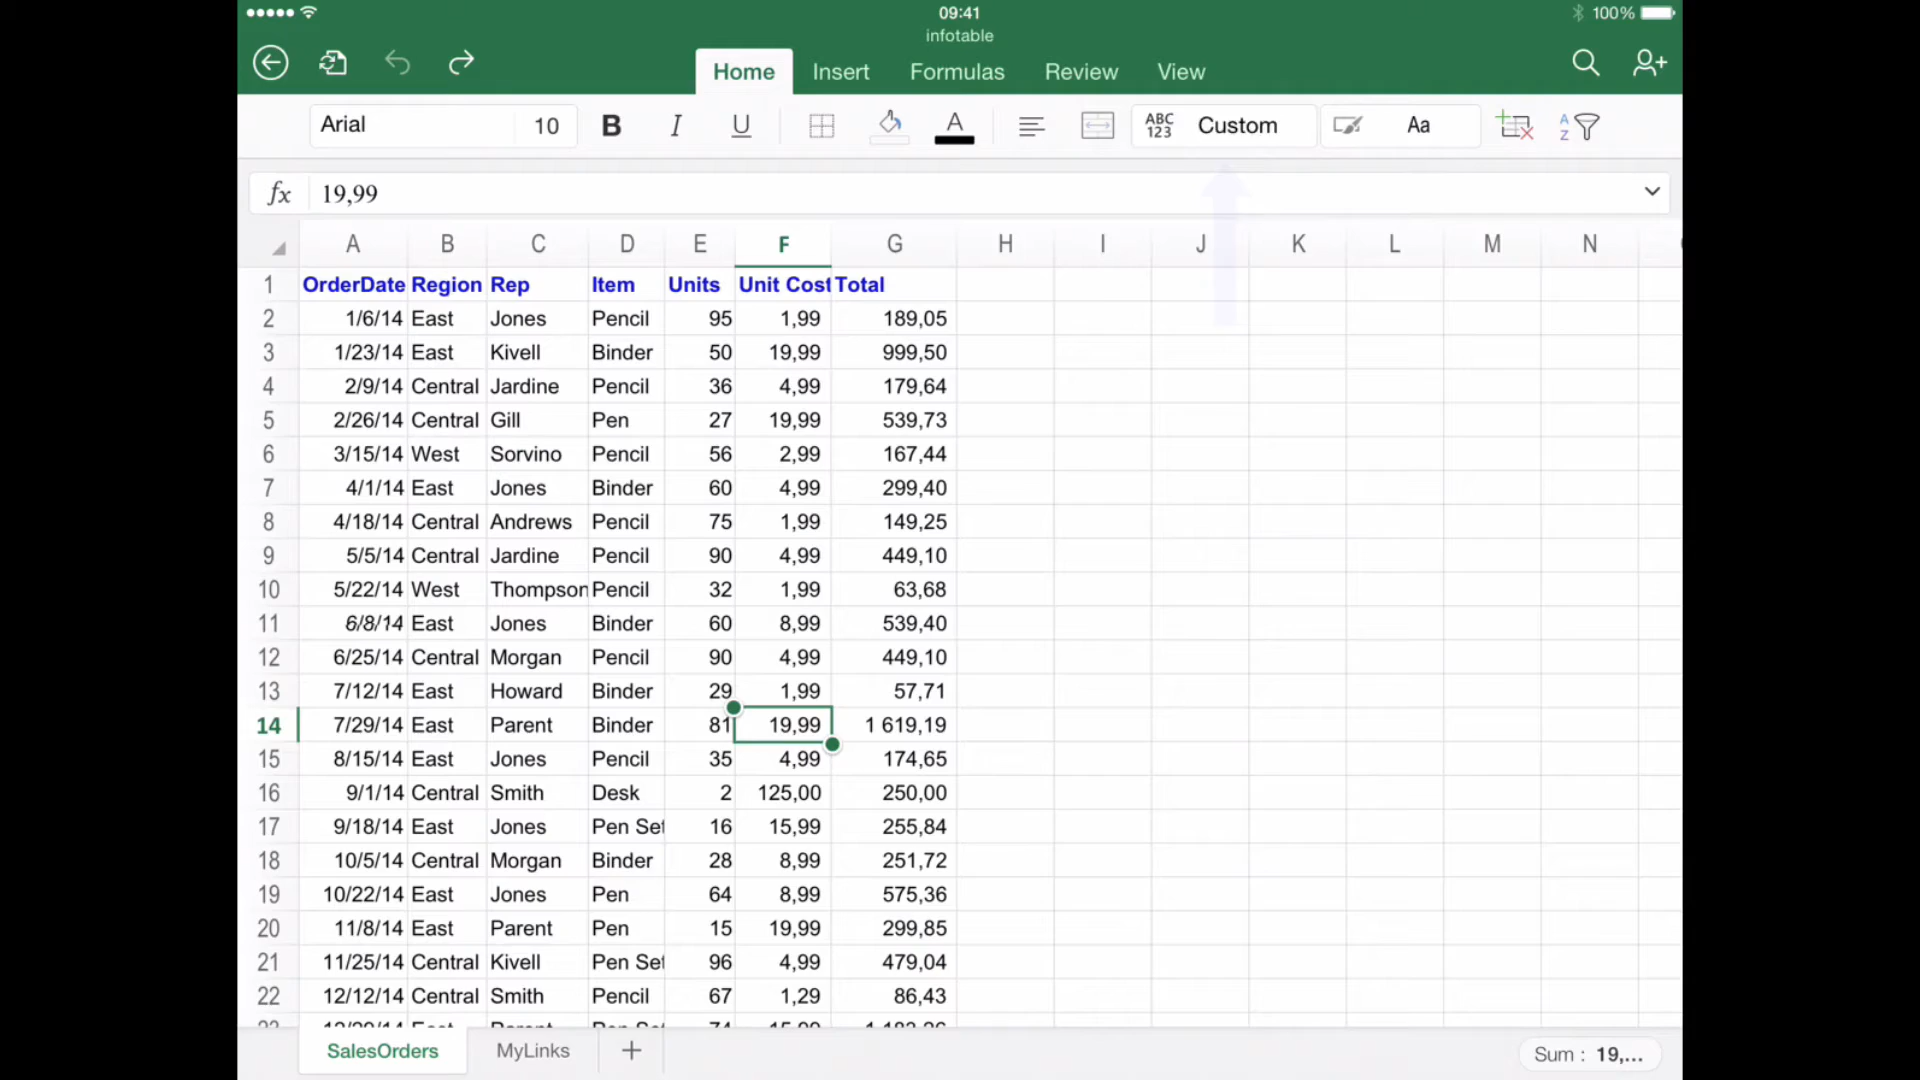 09:41
100%
infotable
Home Insert Formulas Review View
Arial 10 B I U A ABC 123 Custom Aa A Z
fx 19,99
A B C D E F G H I J K L M N
1 OrderDate Region Rep Item Units Unit Cost Total
2 1/6/14 East Jones Pencil 95 1,99 189,05
3 1/23/14 East Kivell Binder 50 19,99 999,50
4 2/9/14 Central Jardine Pencil 36 4,99 179,64
5 2/26/14 Central Gill Pen 27 19,99 539,73
6 3/15/14 West Sorvino Pencil 56 2,99 167,44
7 4/1/14 East Jones Binder 60 4,99 299,40
8 4/18/14 Central Andrews Pencil 75 1,99 149,25
9 5/5/14 Central Jardine Pencil 90 4,99 449,10
10 5/22/14 West Thompson Pencil 32 1,99 63,68
11 6/8/14 East Jones Binder 60 8,99 539,40
12 6/25/14 Central Morgan Pencil 90 4,99 449,10
13 7/12/14 East Howard Binder 29 1,99 57,71
14 7/29/14 East Parent Binder 81 19,99 1 619,19
15 8/15/14 East Jones Pencil 35 4,99 174,65
16 9/1/14 Central Smith Desk 2 125,00 250,00
17 9/18/14 East Jones Pen Set 16 15,99 255,84
18 10/5/14 Central Morgan Binder 28 8,99 251,72
19 10/22/14 East Jones Pen 64 8,99 575,36
20 11/8/14 East Parent Pen 15 19,99 299,85
21 11/25/14 Central Kivell Pen Set 96 4,99 479,04
22 12/12/14 Central Smith Pencil 67 1,29 86,43
SalesOrders MyLinks
Sum : 19,...